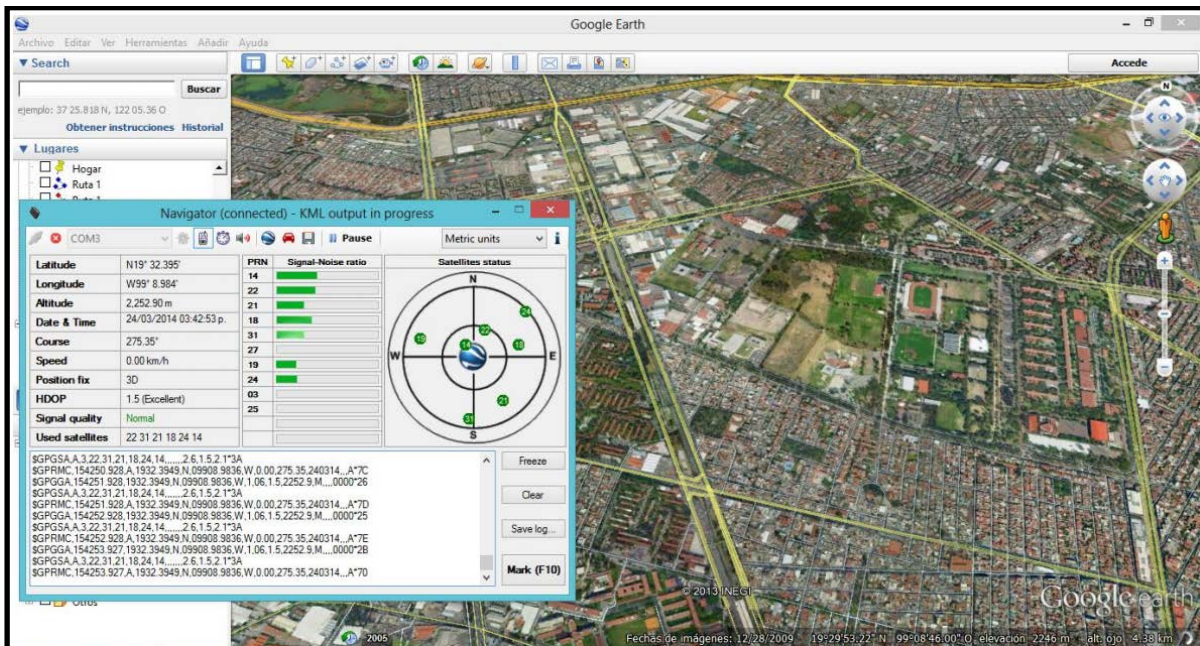 Google Earth
Archivo Editar Ver Herramientas Añadir Ayuda
Search
Buscar
ejemplo: 37 25.818 N, 122 05.36 O
Obtener instrucciones Historial
Lugares
Hogar
Ruta 1
Accede
N
Navigator (connected) - KML output in progress
COM3
Pause
Metric units
i
Latitude N19° 32.395'
Longitude W99° 8.984'
Altitude 2,252.90 m
Date & Time 24/03/2014 03:42:53 p.
Course 275.35°
Speed 0.00 km/h
Position fix 3D
HDOP 1.5 (Excellent)
Signal quality Normal
Used satellites 22 31 21 18 24 14
PRN Signal-Noise ratio
14
22
21
18
31
27
19
24
03
25
Satellites status
N
24
22
19
14
18
W
E
21
31
S
$GPGSA,A,3,22,31,21,18,24,14,,,,,,,2.6,1.5,2.1*3A
$GPRMC,154250.928,A,1932.3949,N,09908.9836,W,0.00,275.35,240314,,,A*7C
$GPGGA,154251.928,1932.3949,N,09908.9836,W,1,06,1.5,2252.9,M,,,,0000*26
$GPGSA,A,3,22,31,21,18,24,14,,,,,,,2.6,1.5,2.1*3A
$GPRMC,154251.928,A,1932.3949,N,09908.9836,W,0.00,275.35,240314,,,A*7D
$GPGGA,154252.928,1932.3949,N,09908.9836,W,1,06,1.5,2252.9,M,,,,0000*25
$GPGSA,A,3,22,31,21,18,24,14,,,,,,,2.6,1.5,2.1*3A
$GPRMC,154252.928,A,1932.3949,N,09908.9836,W,0.00,275.35,240314,,,A*7E
$GPGGA,154253.927,1932.3949,N,09908.9836,W,1,06,1.5,2252.9,M,,,,0000*2B
$GPGSA,A,3,22,31,21,18,24,14,,,,,,,2.6,1.5,2.1*3A
$GPRMC,154253.927,A,1932.3949,N,09908.9836,W,0.00,275.35,240314,,,A*70
Freeze
Clear
Save log...
Mark (F10)
Otros
© 2013 INEGI
Google earth
2005
Fechas de imágenes: 12/28/2009 19°29'53.22" N 99°08'46.00" O elevación 2246 m alt. ojo 4.38 km